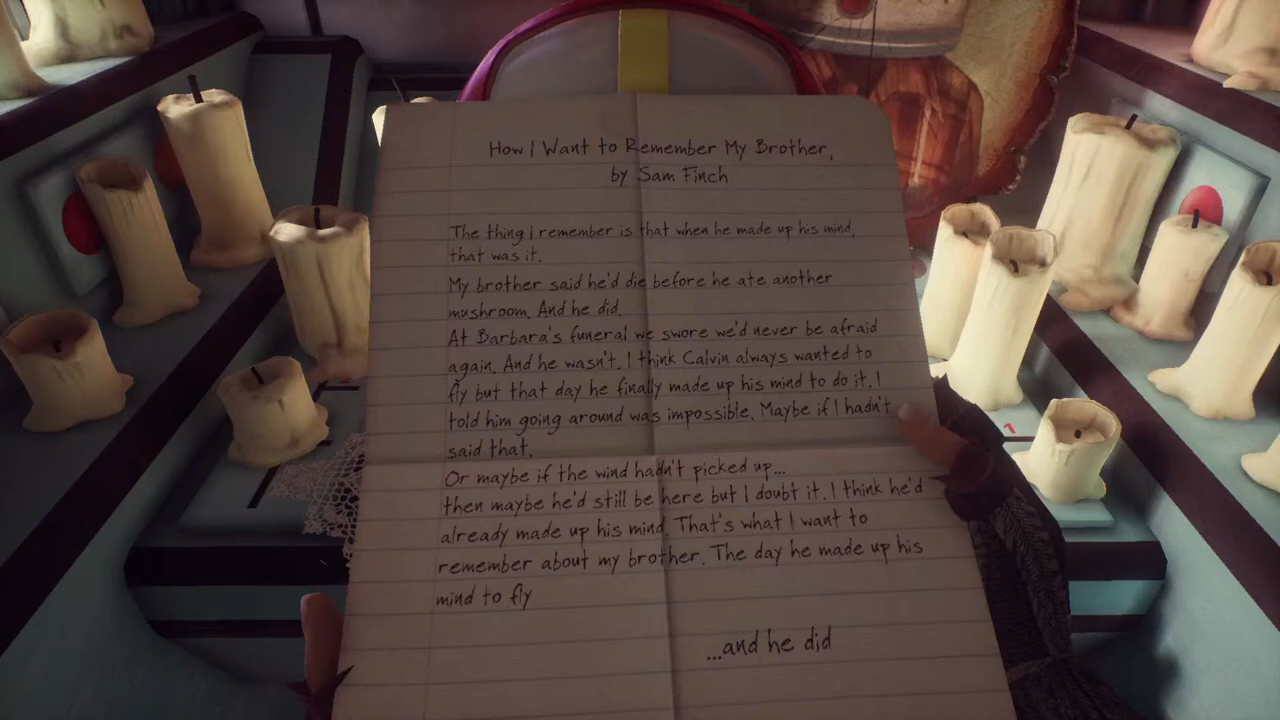 How I Want to Remember My Brother,
by Sam Finch
The thing I remember is that when he made up his mind,
that was it.
My brother said he'd die before he ate another
mushroom. And he did.
At Barbara's funeral we swore we'd never be afraid
again. And he wasn't. I think Calvin always wanted to
fly but that day he finally made up his mind to do it. I
told him going around was impossible. Maybe if I hadn't
said that.
Or maybe if the wind hadn't picked up...
then maybe he'd still be here but I doubt it. I think he'd
already made up his mind. That's what I want to
remember about my brother. The day he made up his
mind to fly
...and he did